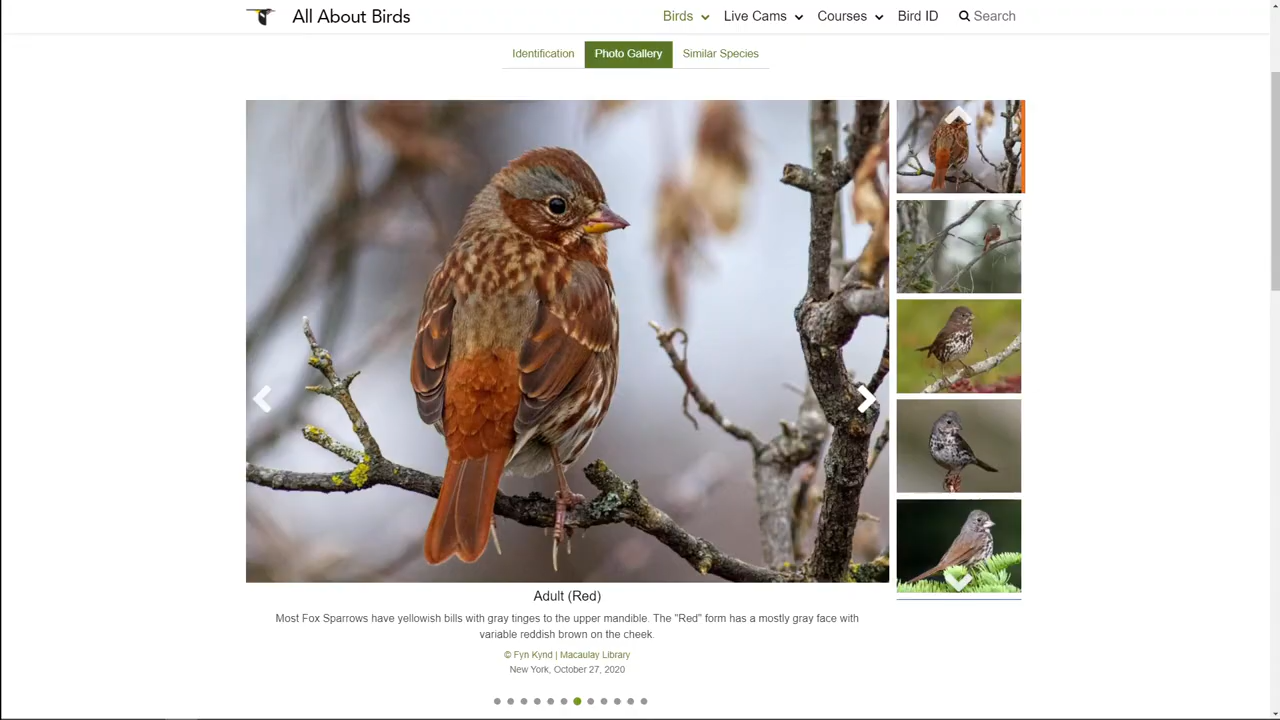 All About Birds
Birds
Live Cams
Courses
Bird ID
Search
Identification
Photo Gallery
Similar Species
Adult (Red)
Most Fox Sparrows have yellowish bills with gray tinges to the upper mandible. The "Red" form has a mostly gray face with
variable reddish brown on the cheek.
© Fyn Kynd | Macaulay Library
New York, October 27, 2020